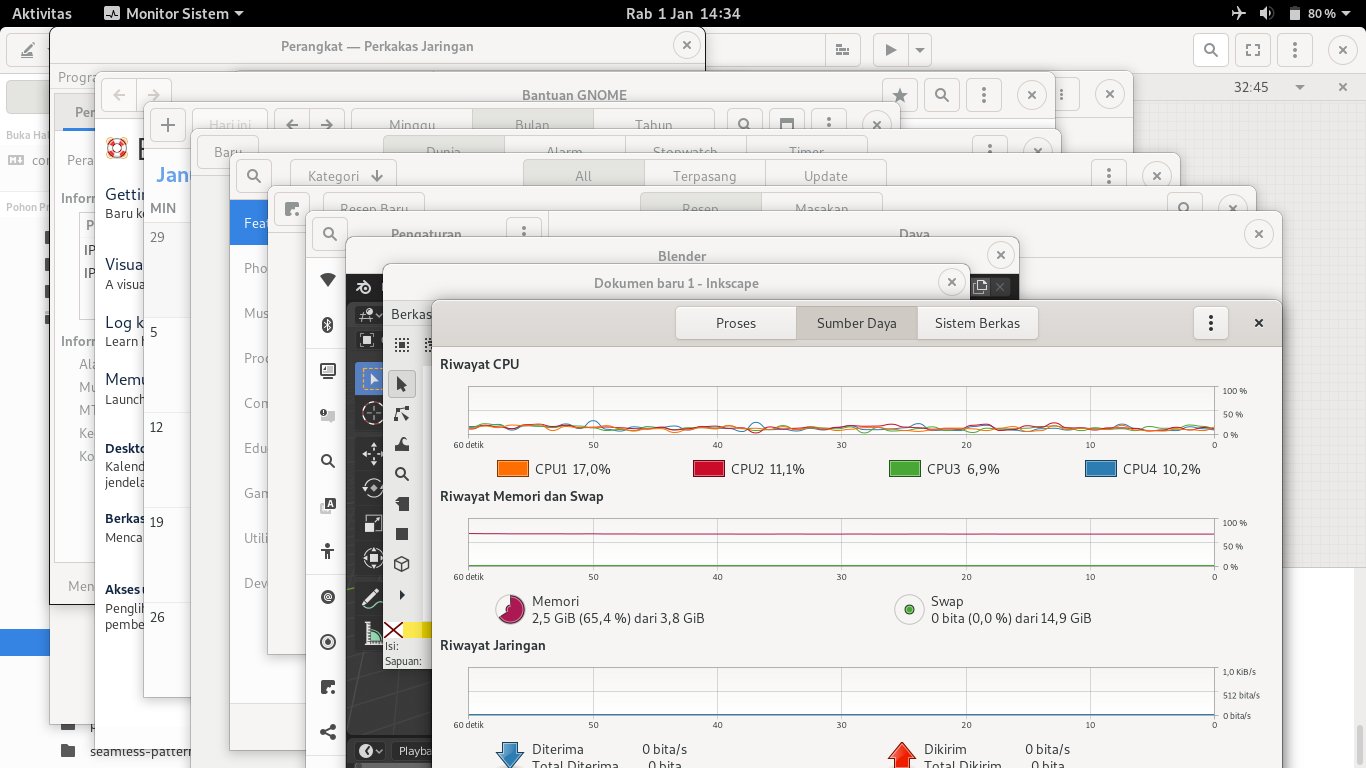 Aktivitas Monitor Sistem Rab 1 Jan 14:34 80 %
Perangkat — Perkakas Jaringan
32:45
Bantuan GNOME
Hari ini Minggu Bulan Tahun
Baru Dunia Alarm Stopwatch Timer
Kategori All Terpasang Update
Resep Baru Resep Masakan
Pengaturan Daya
Blender
Dokumen baru 1 - Inkscape
Berkas
Proses Sumber Daya Sistem Berkas
Buka Hal
Pohon Pr
Progra
Per
Pera
Infor
IP
IP
Infor
Ala
Mu
MT
Ke
Ko
Men
seamless-pattern
Gettin
Baru k
Visua
A visua
Log k
Learn h
Memu
Launch
Deskto
Kalend
jendela
Berkas
Menca
Akses u
Penglih
pembe
Janu
MIN
29
5
12
19
26
Feat
Pho
Mus
Prod
Com
Edu
Gam
Utili
Dev
Isi:
Sapuan:
Playba
Riwayat CPU
100 %
50 %
0 %
60 detik 50 40 30 20 10 0
CPU1 17,0% CPU2 11,1% CPU3 6,9% CPU4 10,2%
Riwayat Memori dan Swap
100 %
50 %
0 %
60 detik 50 40 30 20 10 0
Memori
2,5 GiB (65,4 %) dari 3,8 GiB
Swap
0 bita (0,0 %) dari 14,9 GiB
Riwayat Jaringan
1,0 KiB/s
512 bita/s
0 bita/s
60 detik 50 40 30 20 10 0
Diterima 0 bita/s Dikirim 0 bita/s
Total Diterima 0 bita Total Dikirim 0 bita